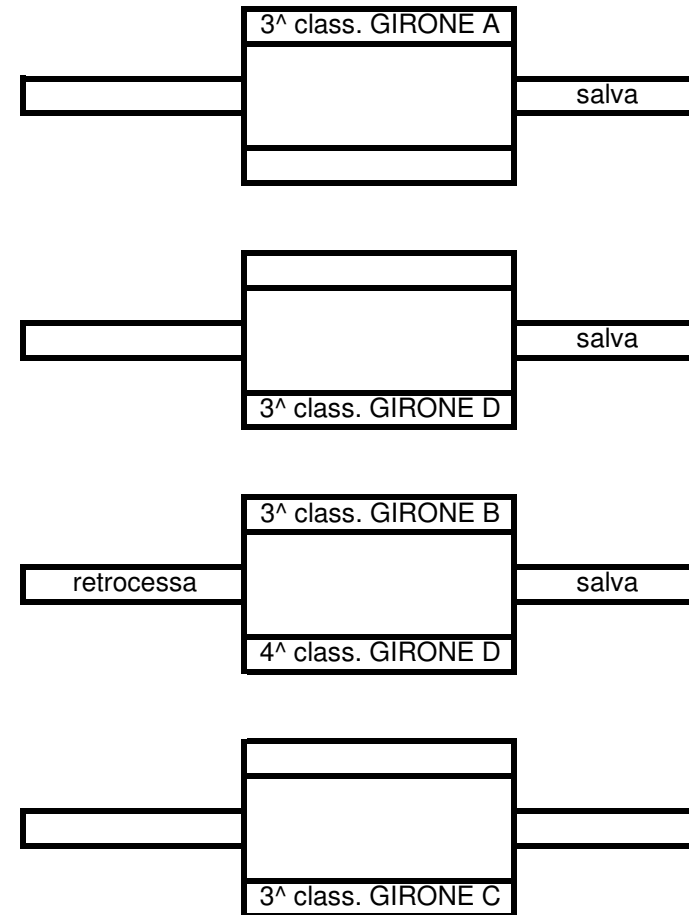 3^ class. GIRONE A
salva
salva
3^ class. GIRONE D
3^ class. GIRONE B
retrocessa
salva
4^ class. GIRONE D
3^ class. GIRONE C